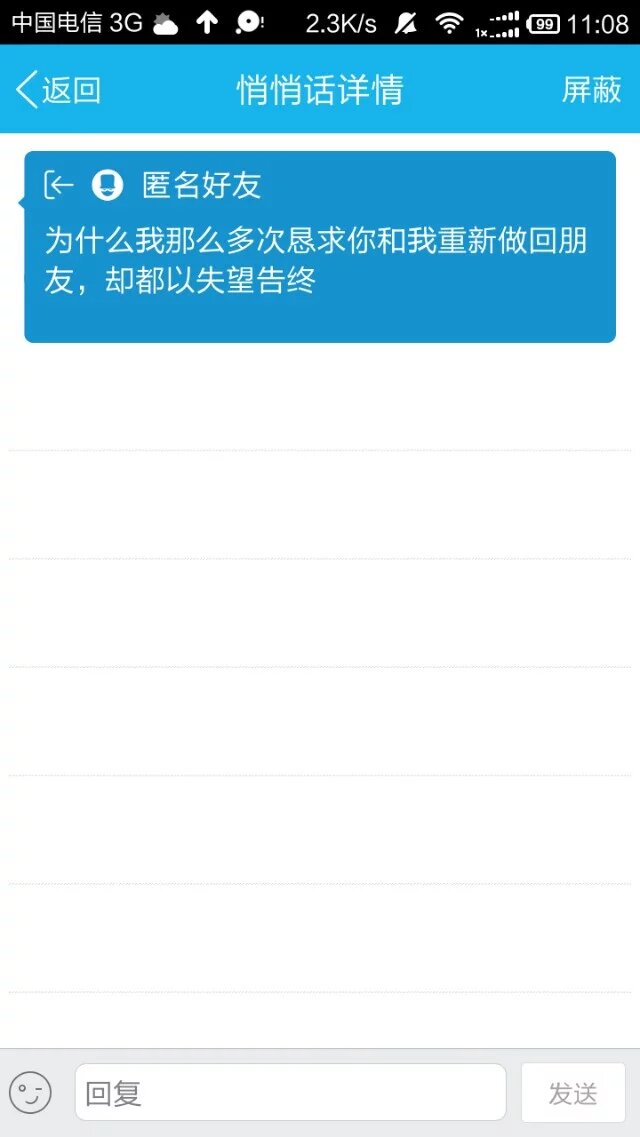 中国电信 3G 2.3K/s 1x 99 11:08
返回 悄悄话详情 屏蔽
匿名好友
为什么我那么多次恳求你和我重新做回朋
友，却都以失望告终
回复 发送